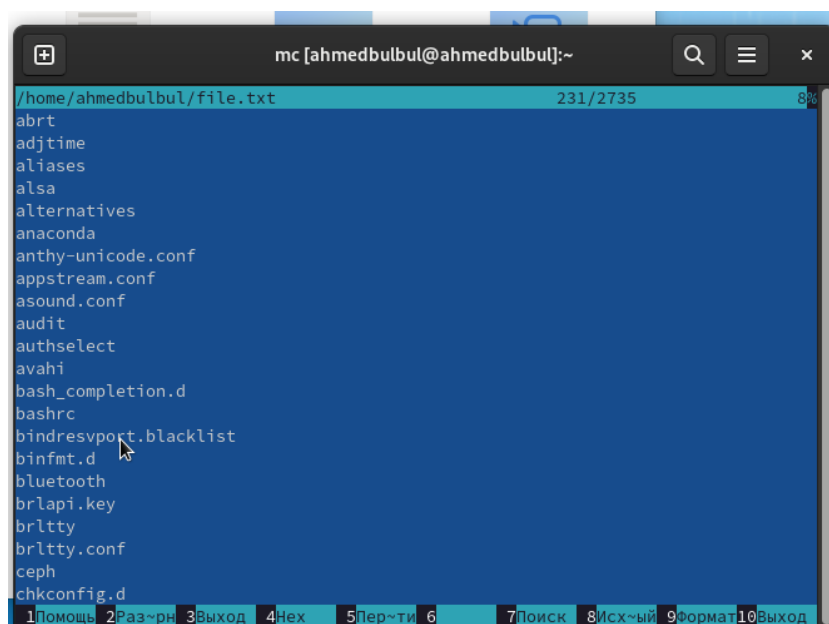 mc [ahmedbulbul@ahmedbulbul]:~
/home/ahmedbulbul/file.txt 231/2735 8%
abrt
adjtime
aliases
alsa
alternatives
anaconda
anthy-unicode.conf
appstream.conf
asound.conf
audit
authselect
avahi
bash_completion.d
bashrc
bindresvport.blacklist
binfmt.d
bluetooth
brlapi.key
brltty
brltty.conf
ceph
chkconfig.d
1Помощь 2Раз~рн 3Выход 4Hex 5Пер~ти 6 7Поиск 8Исх~ый 9Формат10Выход